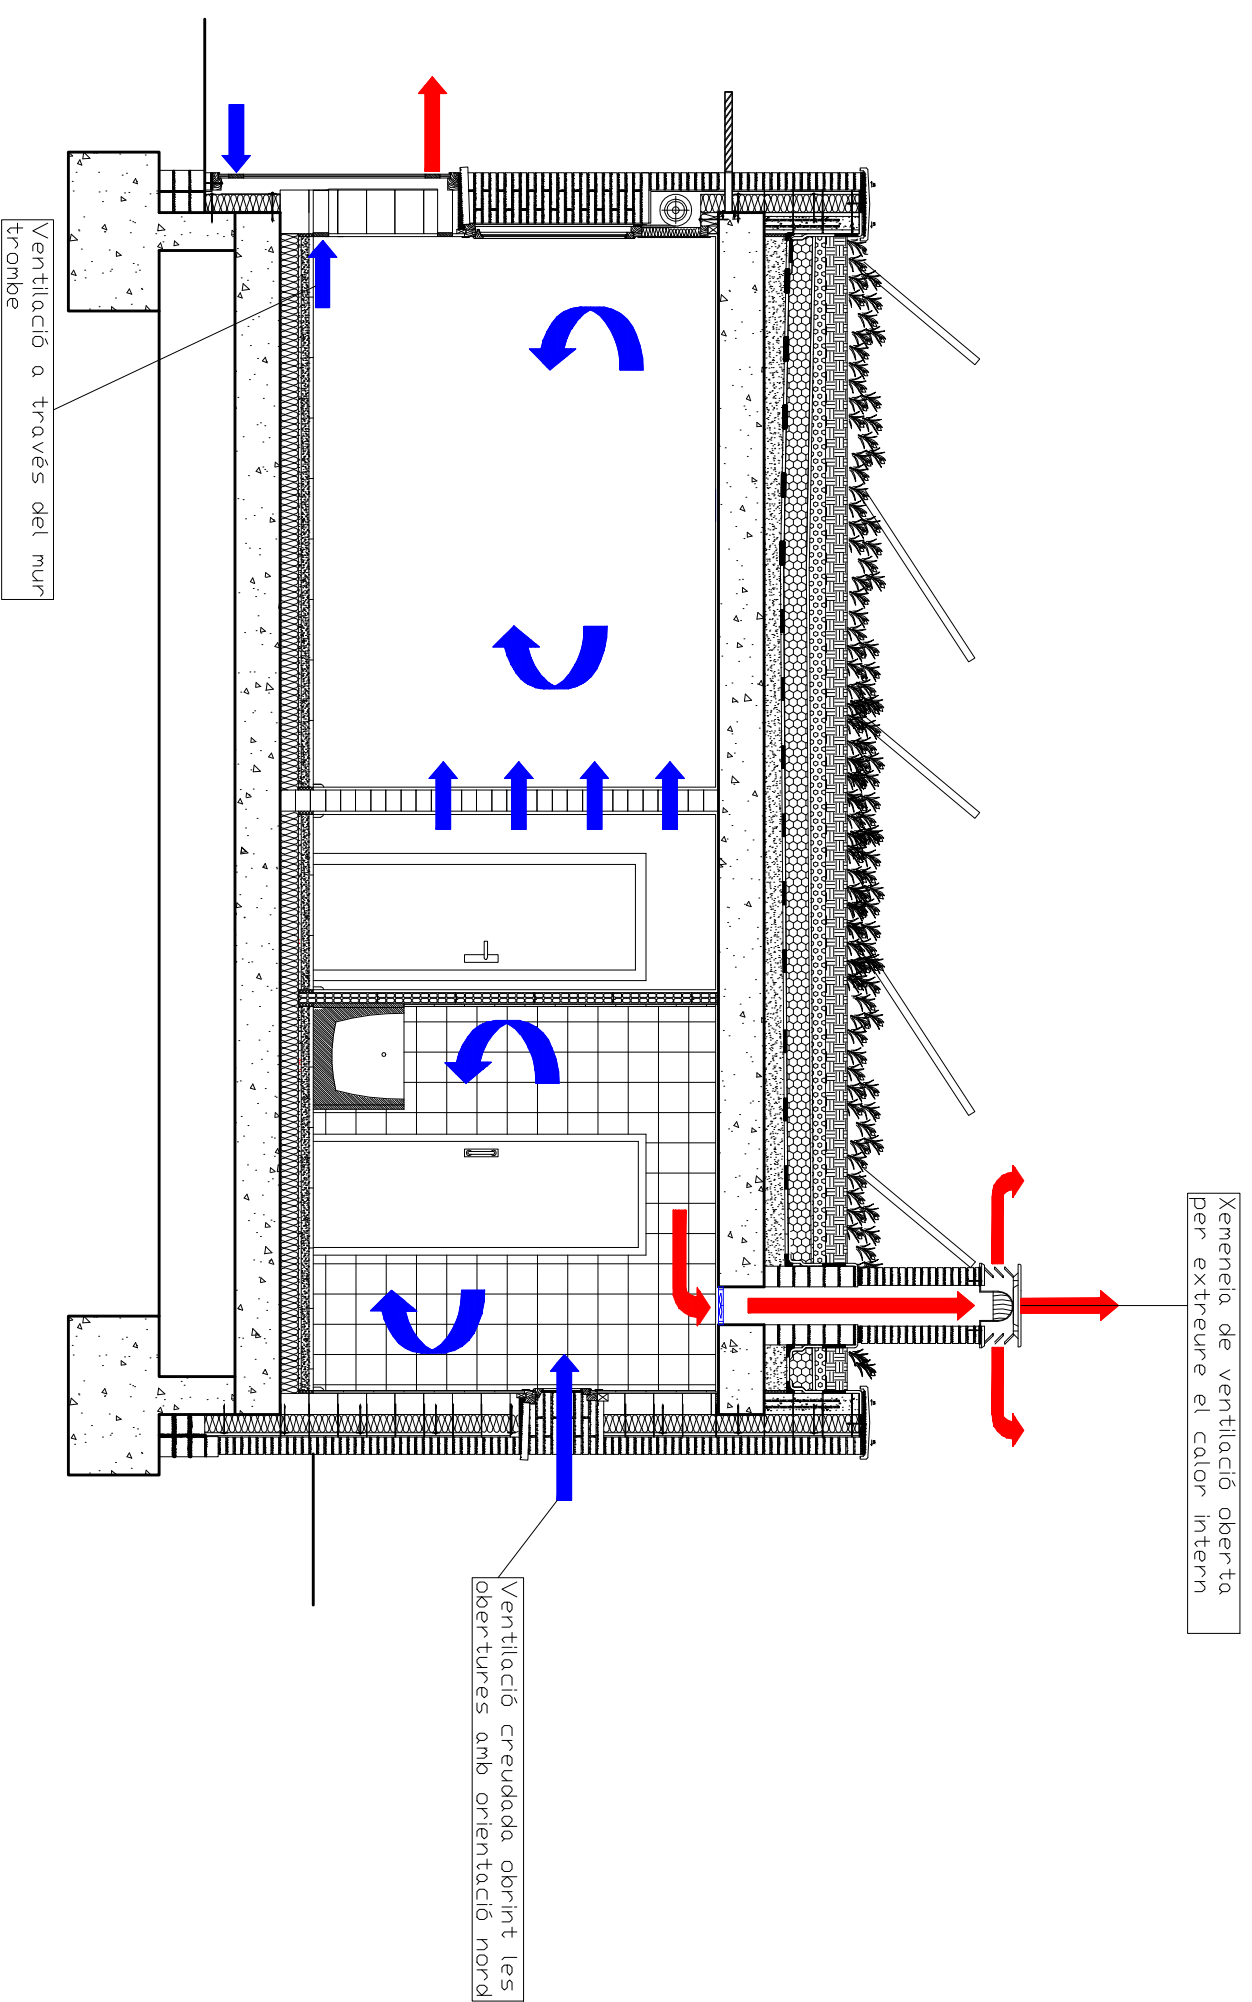 Xemeneia de ventilació oberta
per extreure el calor intern
Ventilació creudada obrint les
obertures amb orientació nord
Ventilació a través del mur
trombe